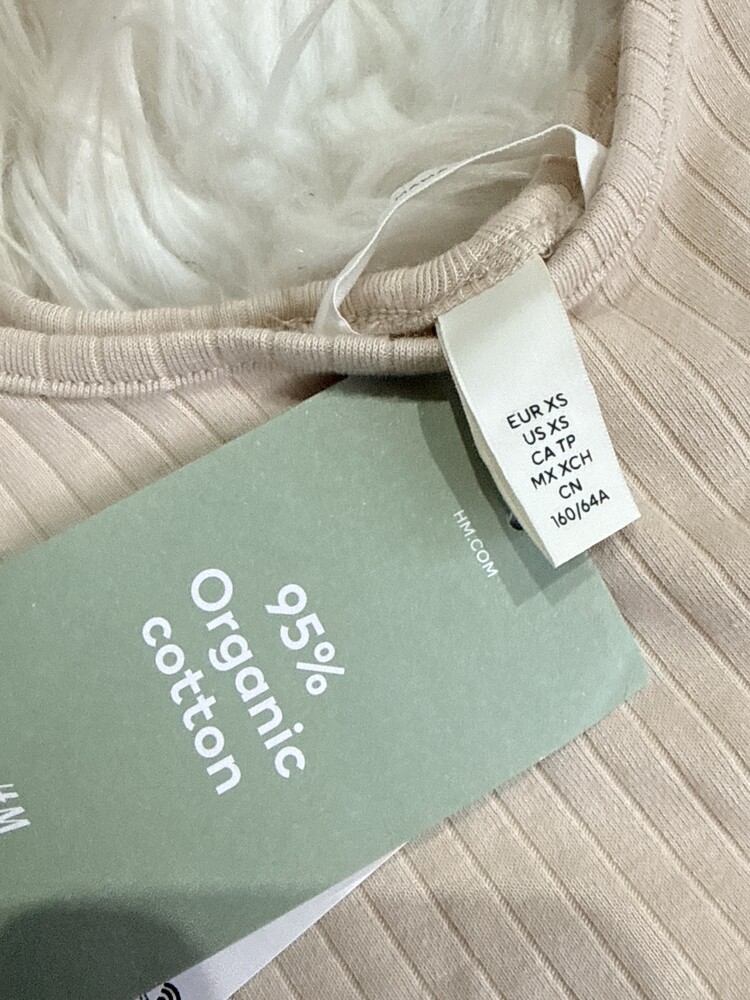 EUR XS
US XS
CA TP
MX XCH
CN
160/64A
HM.COM
95%
Organic
cotton
H&M